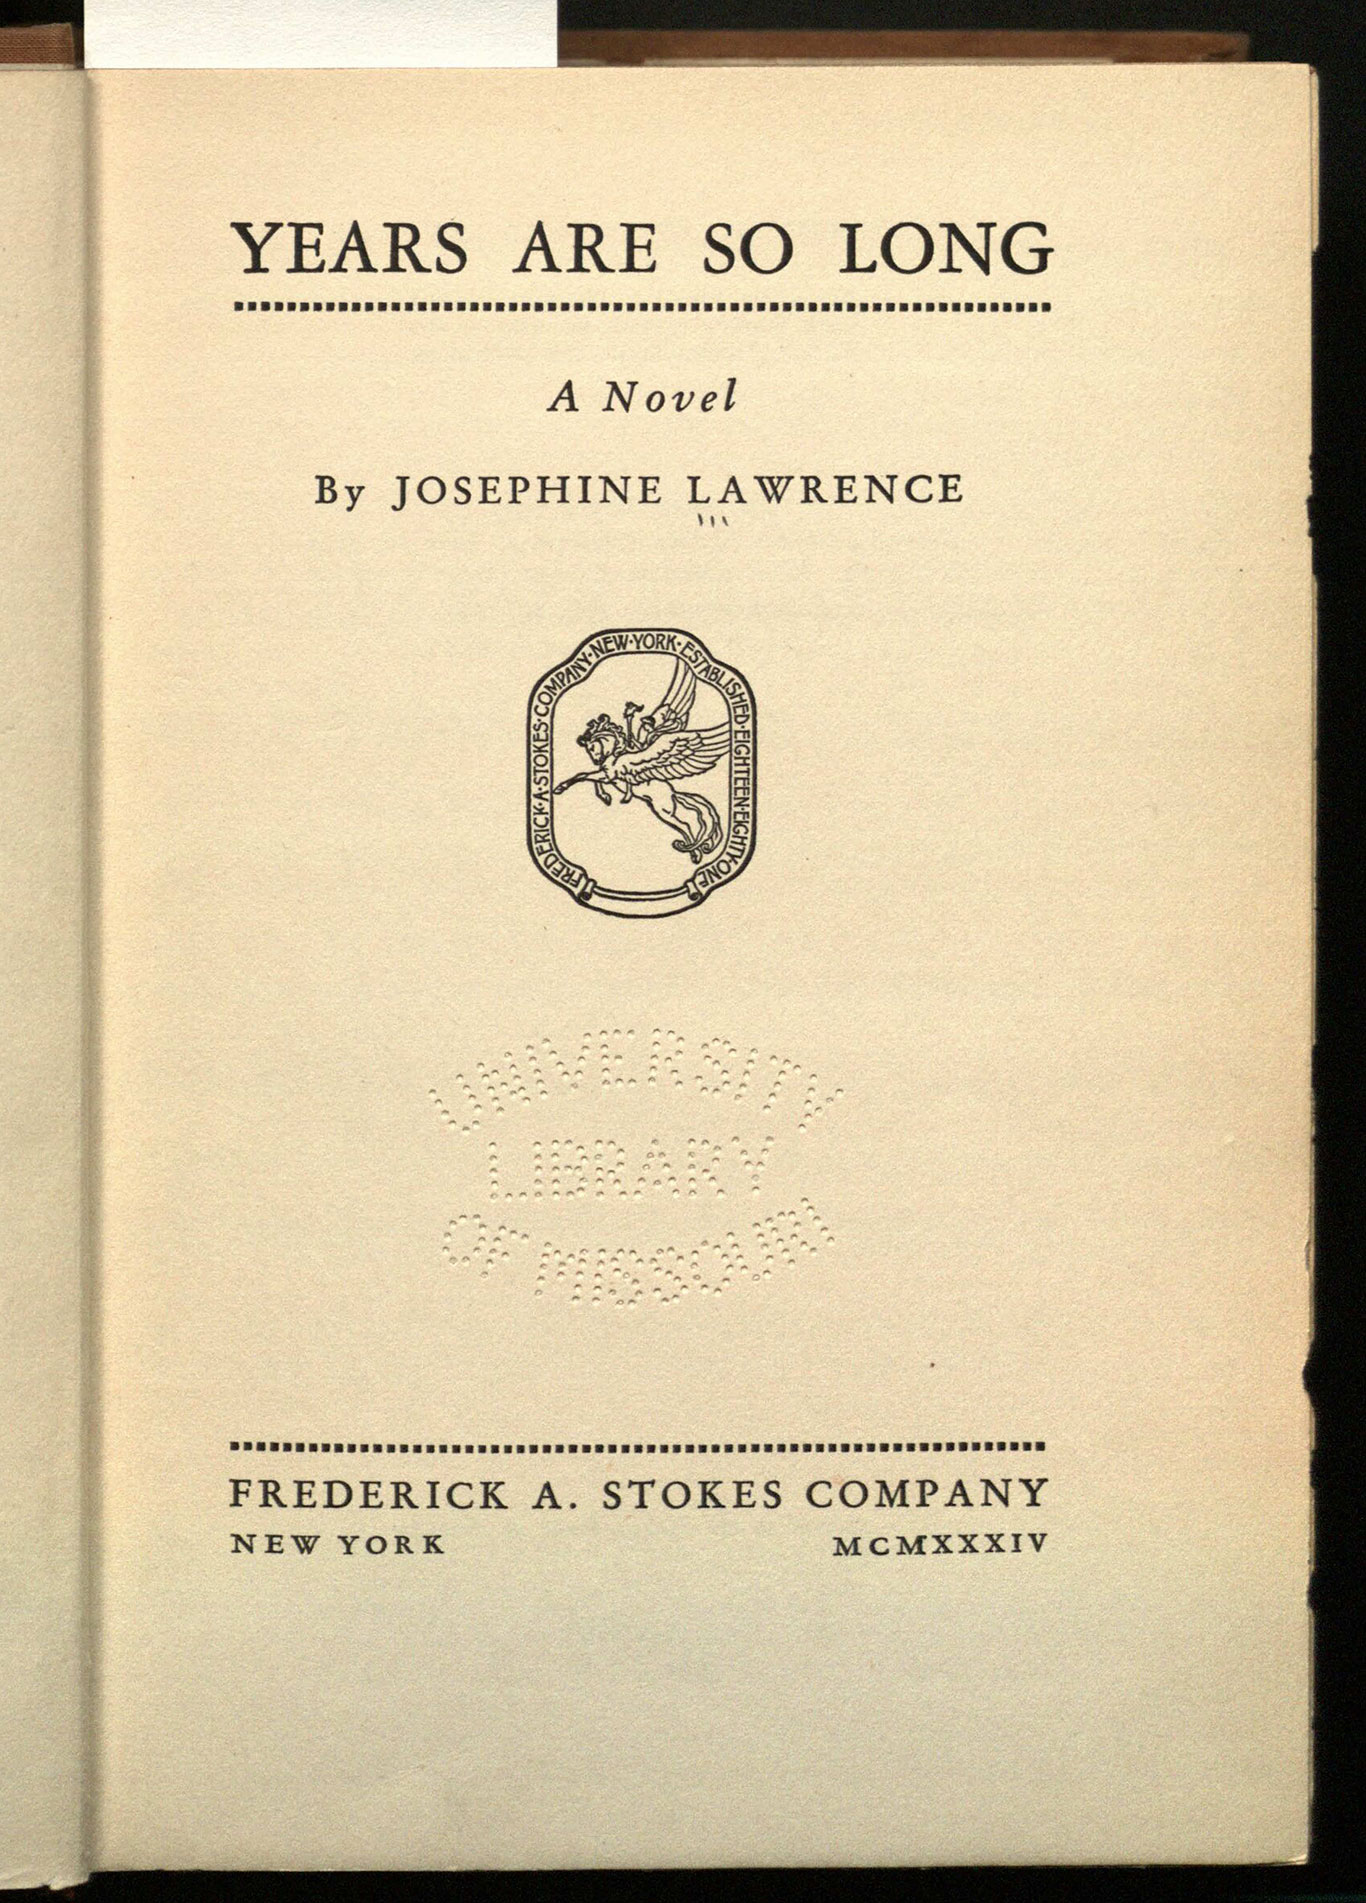 YEARS ARE SO LONG
A Novel
By JOSEPHINE LAWRENCE
FREDERICK·A·STOKES·COMPANY·NEW·YORK·ESTABLISHED·EIGHTEEN·EIGHTY·ONE
UNIVERSITY
LIBRARY
OF MISSOURI
FREDERICK A. STOKES COMPANY
NEW YORK MCMXXXIV